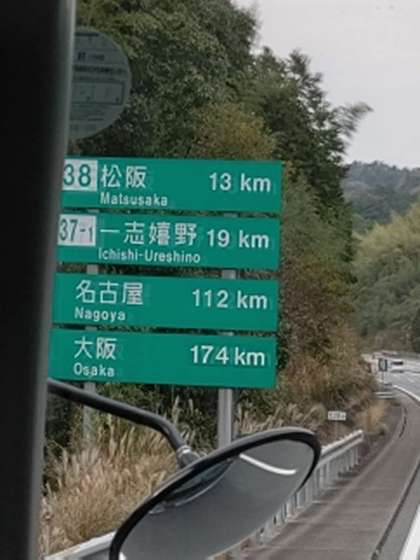 38 松阪 13 km
Matsusaka
37-1 一志嬉野 19 km
Ichishi-Ureshino
名古屋 112 km
Nagoya
大阪 174 km
Osaka